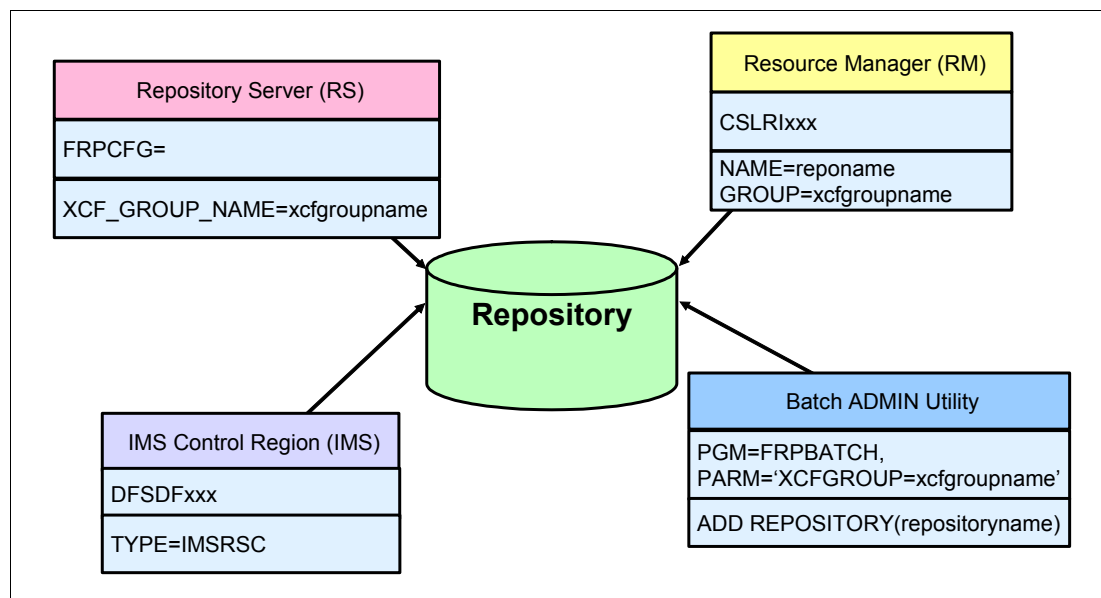 Repository Server (RS)
FRPCFG=
XCF_GROUP_NAME=xcfgroupname
Resource Manager (RM)
CSLRIxxx
NAME=reponame
GROUP=xcfgroupname
Repository
IMS Control Region (IMS)
DFSDFxxx
TYPE=IMSRSC
Batch ADMIN Utility
PGM=FRPBATCH,
PARM=‘XCFGROUP=xcfgroupname’
ADD REPOSITORY(repositoryname)